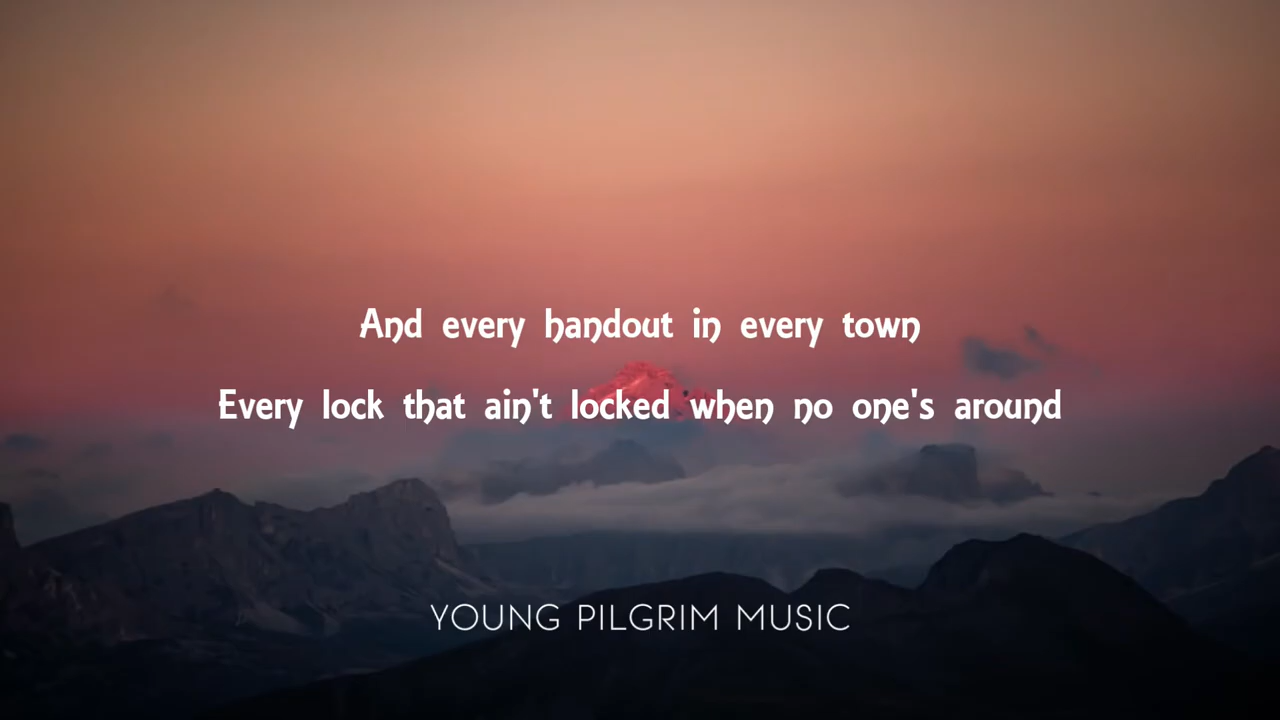 And every handout in every town
Every lock that ain't locked when no one's around
YOUNG PILGRIM MUSIC